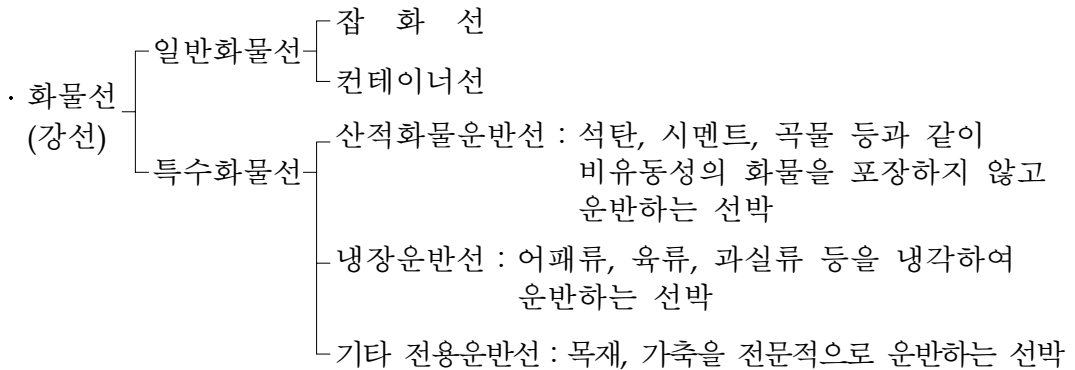 잡 화 선
일반화물선
컨테이너선
· 화물선
(강선)
산적화물운반선 : 석탄, 시멘트, 곡물 등과 같이
특수화물선
비유동성의 화물을 포장하지 않고
운반하는 선박
냉장운반선 : 어패류, 육류, 과실류 등을 냉각하여
운반하는 선박
기타 전용운반선 : 목재, 가축을 전문적으로 운반하는 선박